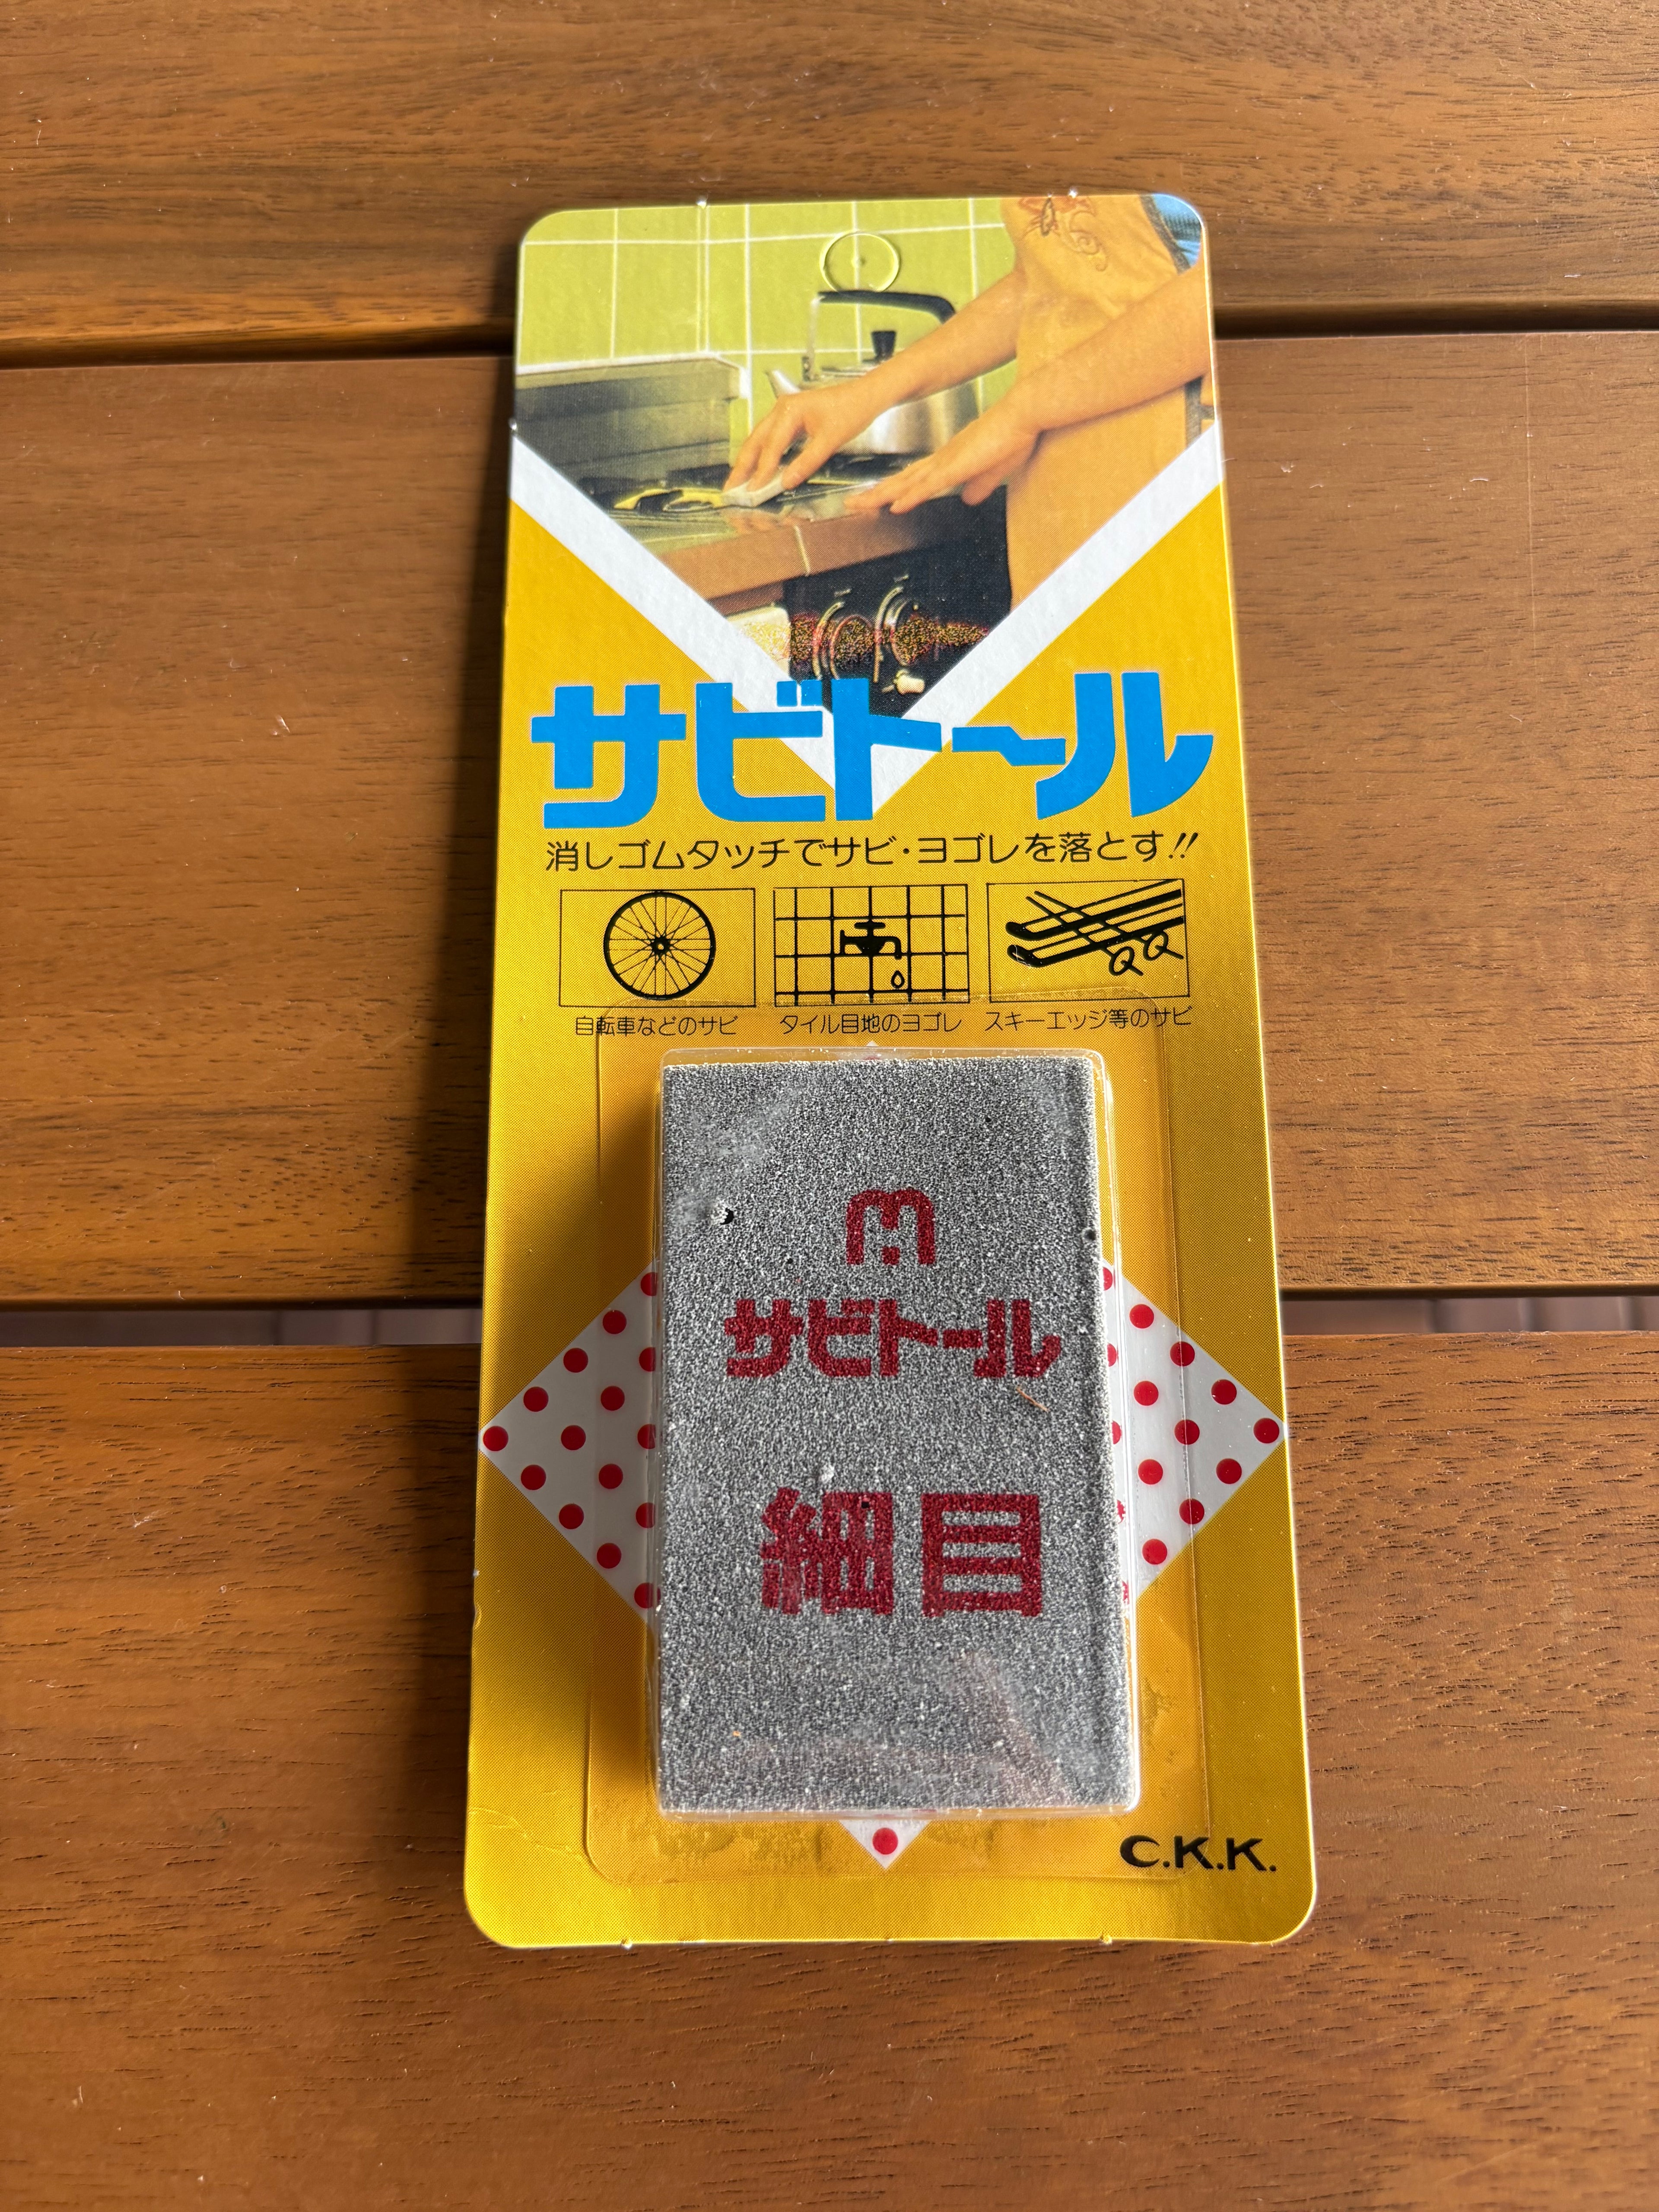 サビトール
消しゴムタッチでサビ・ヨゴレを落とす!!
自転車などのサビ
タイル目地のヨゴレ
スキーエッジ等のサビ
サビトール
細目
C.K.K.